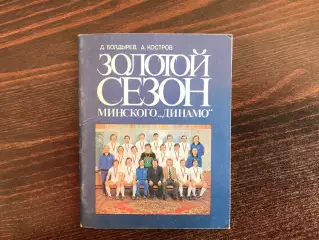 Д. БОЛДЫРЕВ, А. КОСТРОВ
ЗОЛОТОЙ
СЕЗОН
МИНСКОГО „ДИНАМО“